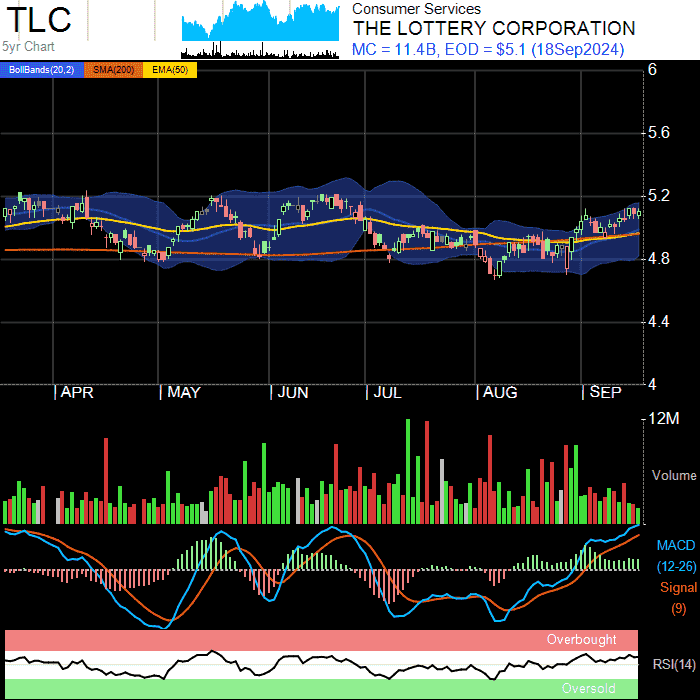 TLC
5yr Chart
Consumer Services
THE LOTTERY CORPORATION
MC = 11.4B, EOD = $5.1 (18Sep2024)
BollBands(20,2) SMA(200) EMA(50)
6
5.6
5.2
4.8
4.4
4
APR MAY JUN JUL AUG SEP
12M
Volume
MACD
(12-26)
Signal
(9)
Overbought
RSI(14)
Oversold